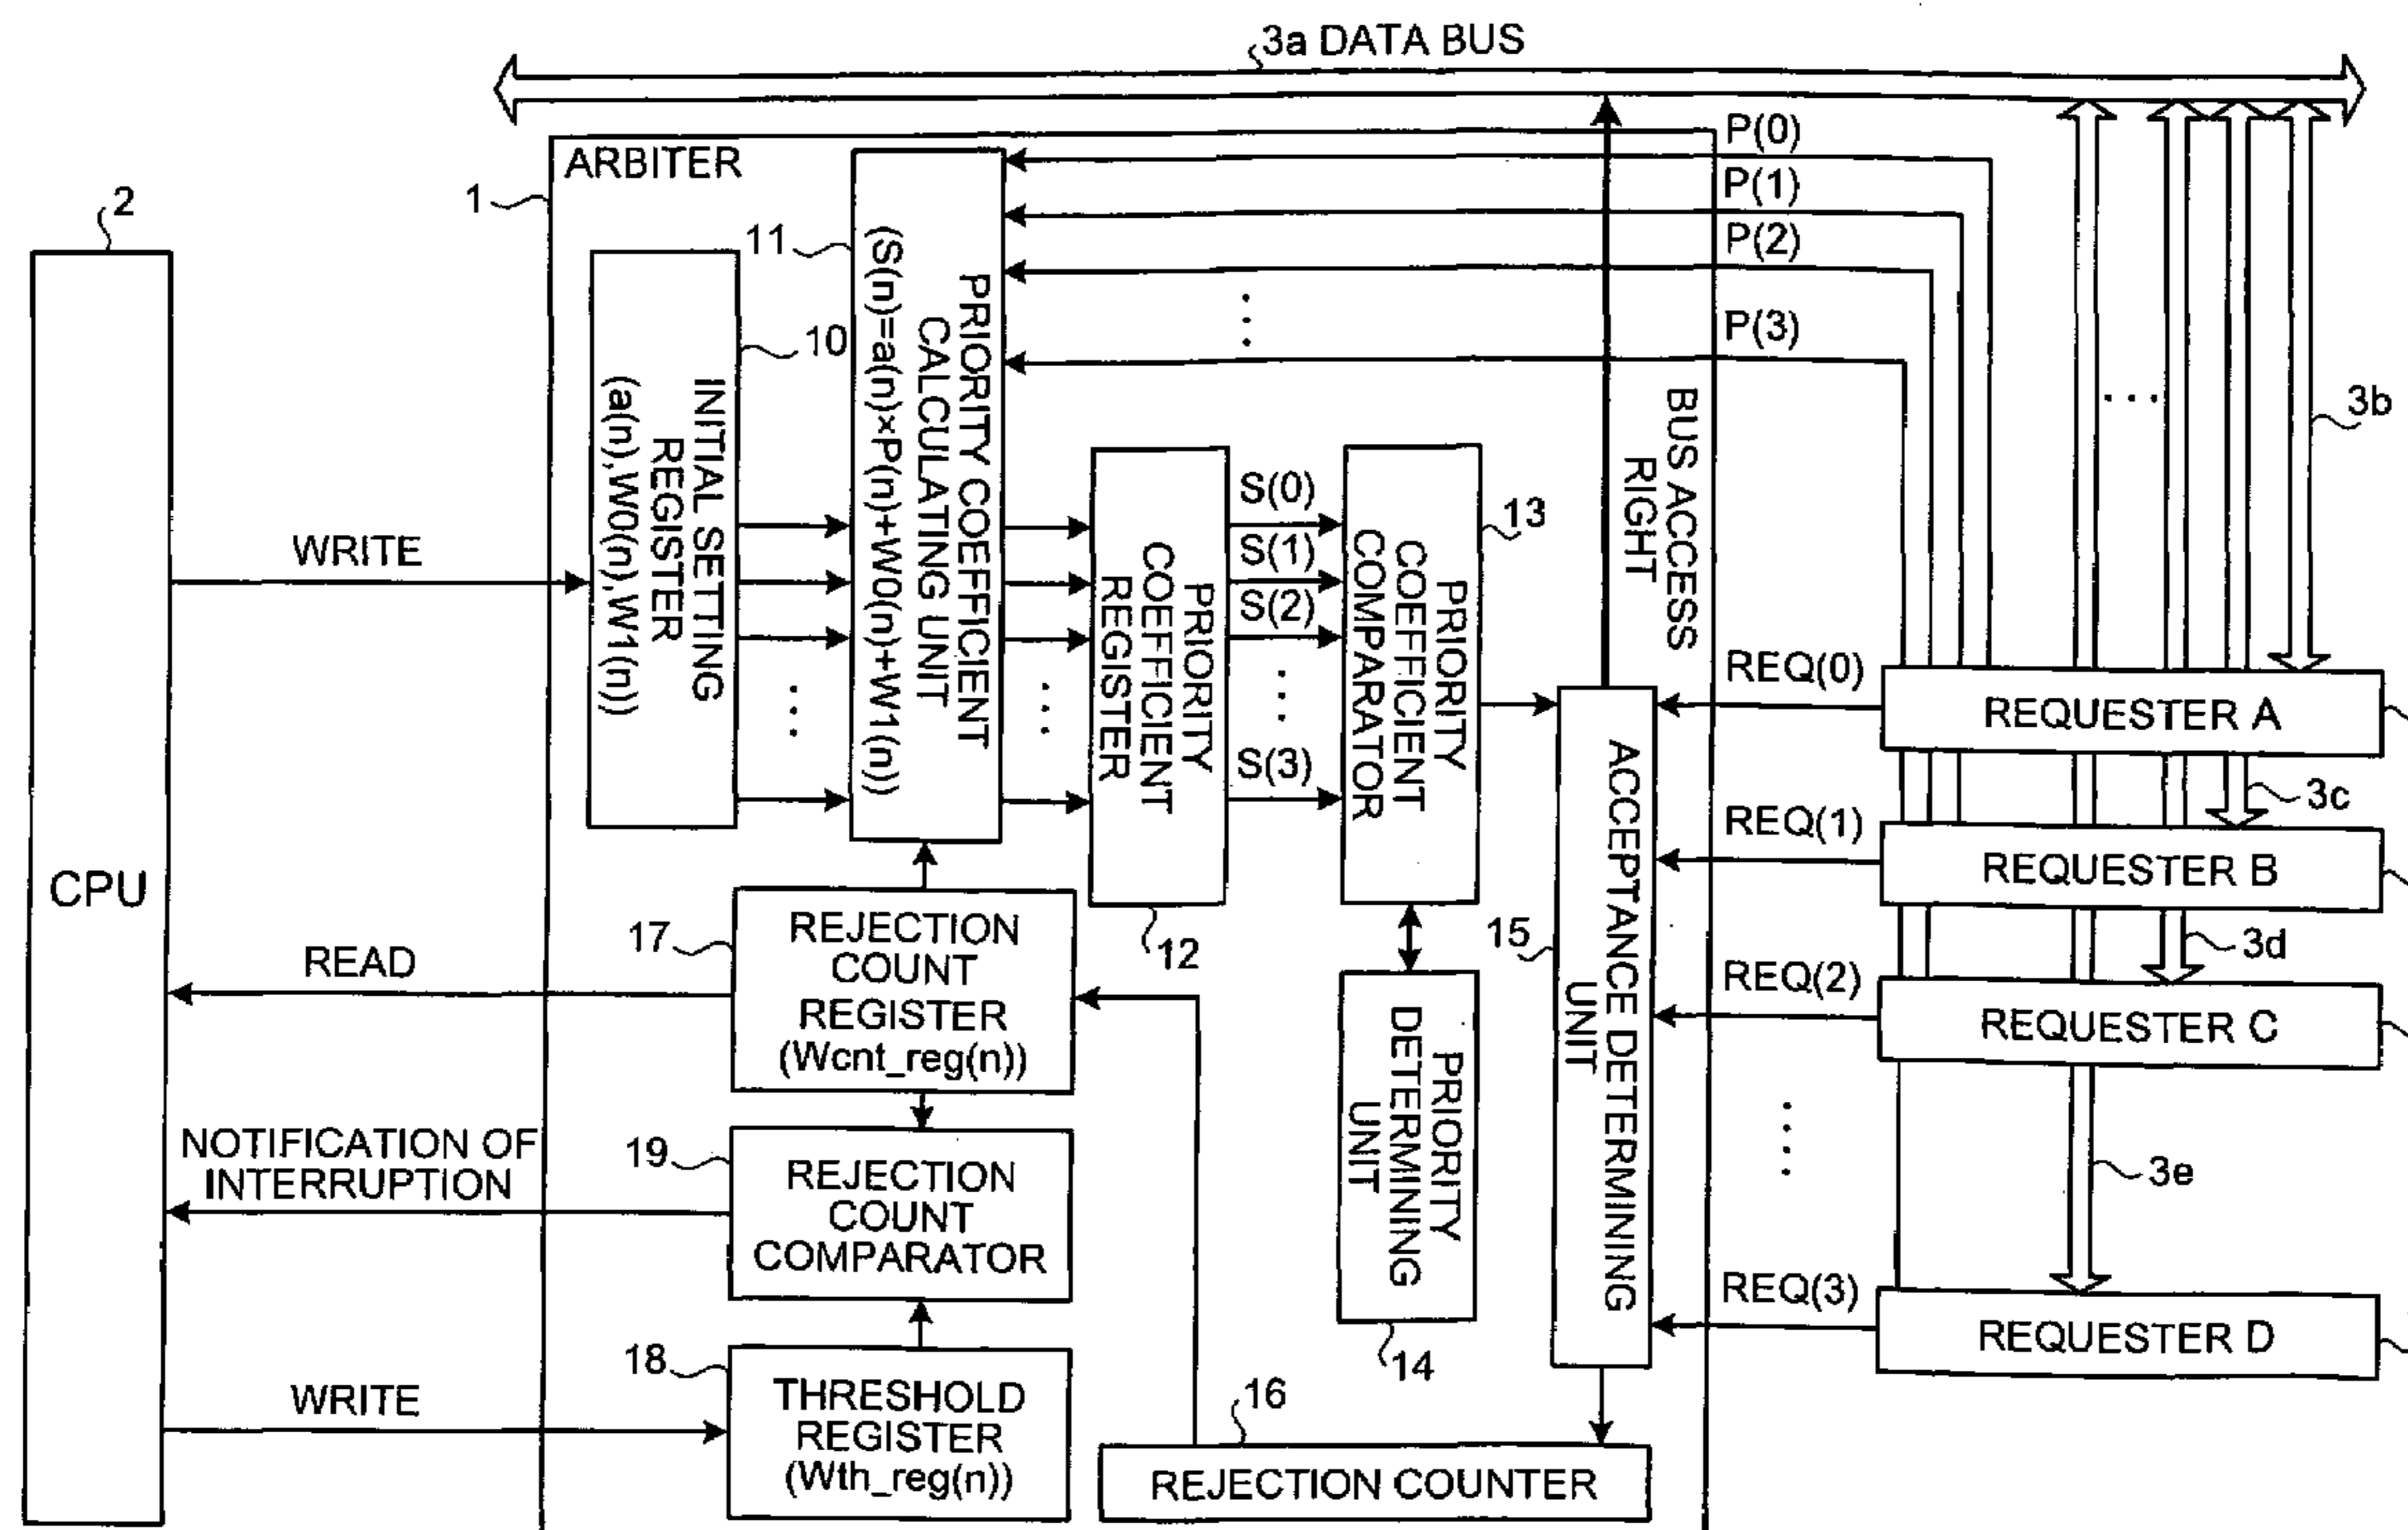 3a DATA BUS
ARBITER
1
2
CPU
WRITE
READ
NOTIFICATION OF
INTERRUPTION
WRITE
10
INITIAL SETTING
REGISTER
(a(n),W0(n),W1(n))
11
PRIORITY COEFFICIENT
CALCULATING UNIT
(S(n)=a(n)×P(n)+W0(n)+W1(n))
P(0)
P(1)
P(2)
P(3)
PRIORITY
COEFFICIENT
REGISTER
12
S(0)
S(1)
S(2)
S(3)
PRIORITY
COEFFICIENT
COMPARATOR
13
PRIORITY
DETERMINING
UNIT
14
BUS ACCESS
RIGHT
ACCEPTANCE DETERMINING
UNIT
15
17
REJECTION
COUNT
REGISTER
(Wcnt_reg(n))
19
REJECTION
COUNT
COMPARATOR
18
THRESHOLD
REGISTER
(Wth_reg(n))
16
REJECTION COUNTER
REQ(0)
REQUESTER A
REQ(1)
REQUESTER B
REQ(2)
REQUESTER C
REQ(3)
REQUESTER D
3b
3c
3d
3e